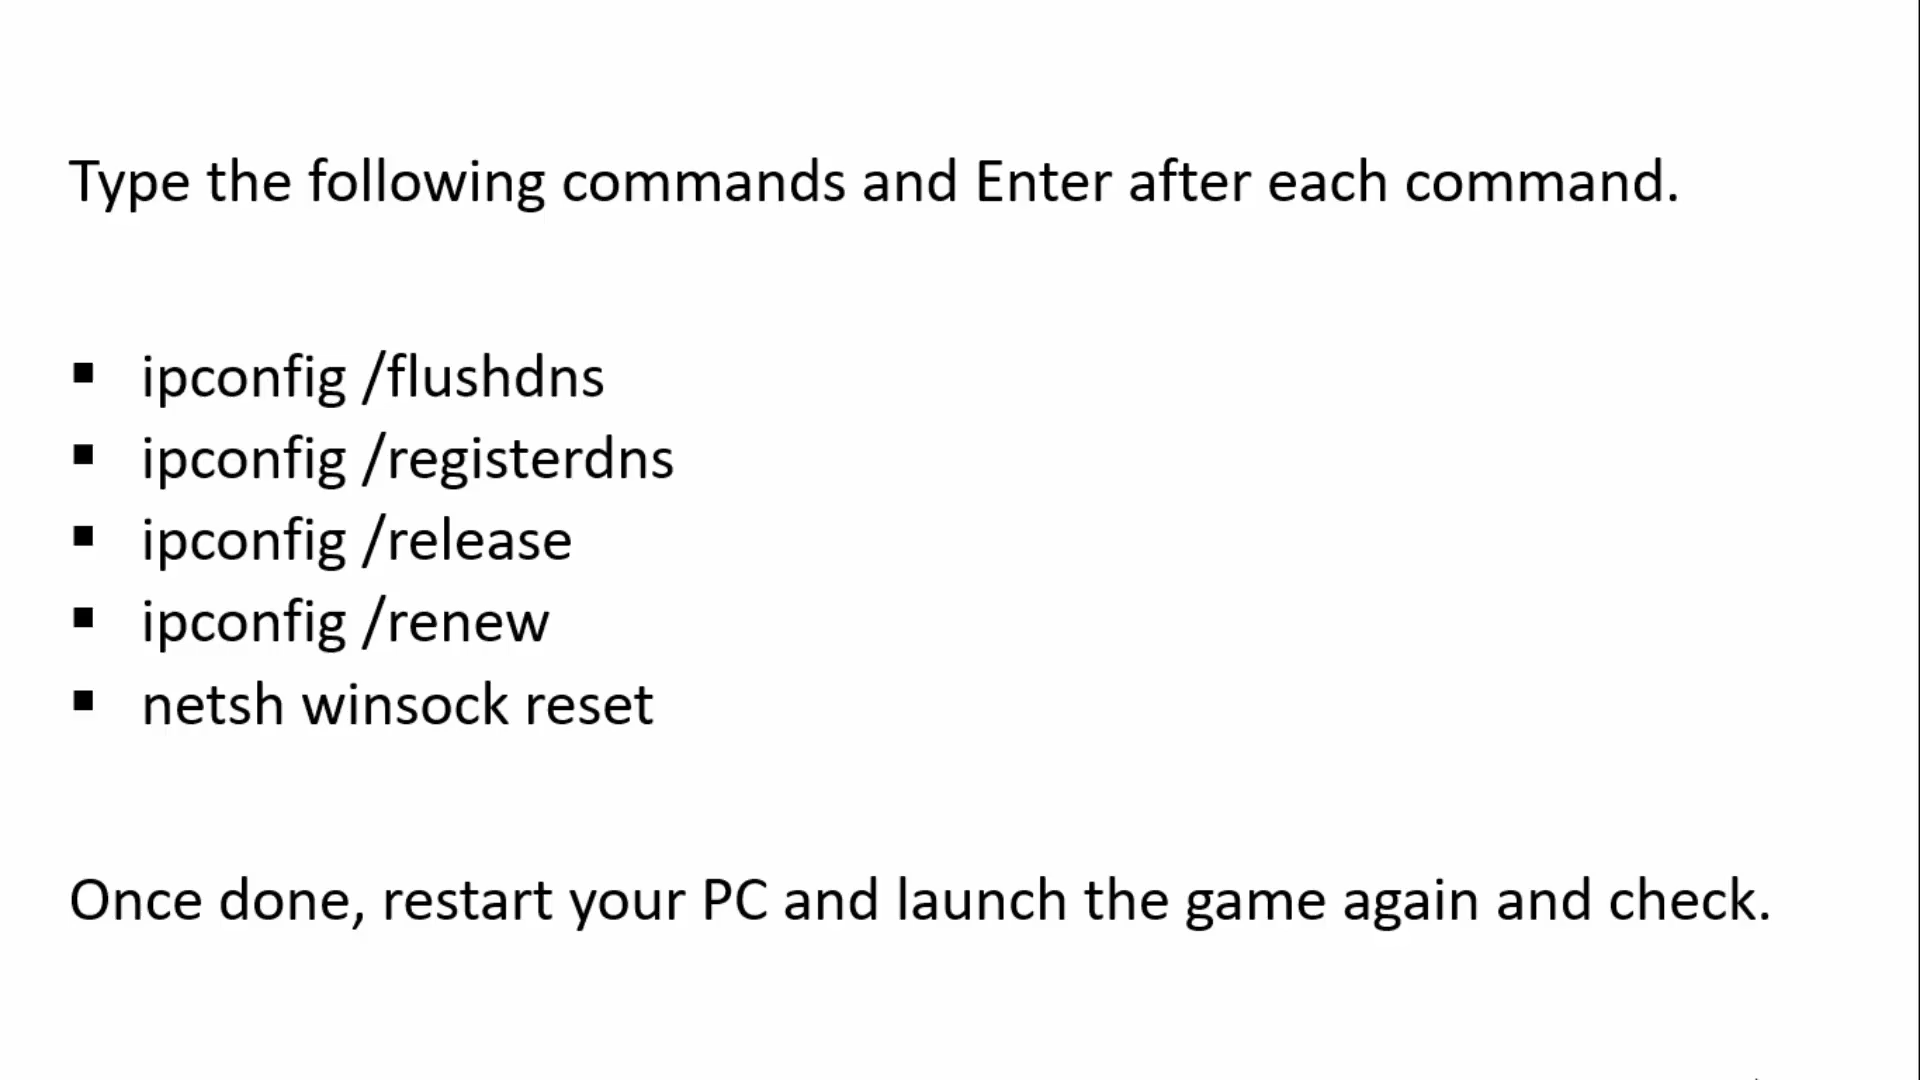 Type the following commands and Enter after each command.
▪ ipconfig /flushdns
▪ ipconfig /registerdns
▪ ipconfig /release
▪ ipconfig /renew
▪ netsh winsock reset
Once done, restart your PC and launch the game again and check.